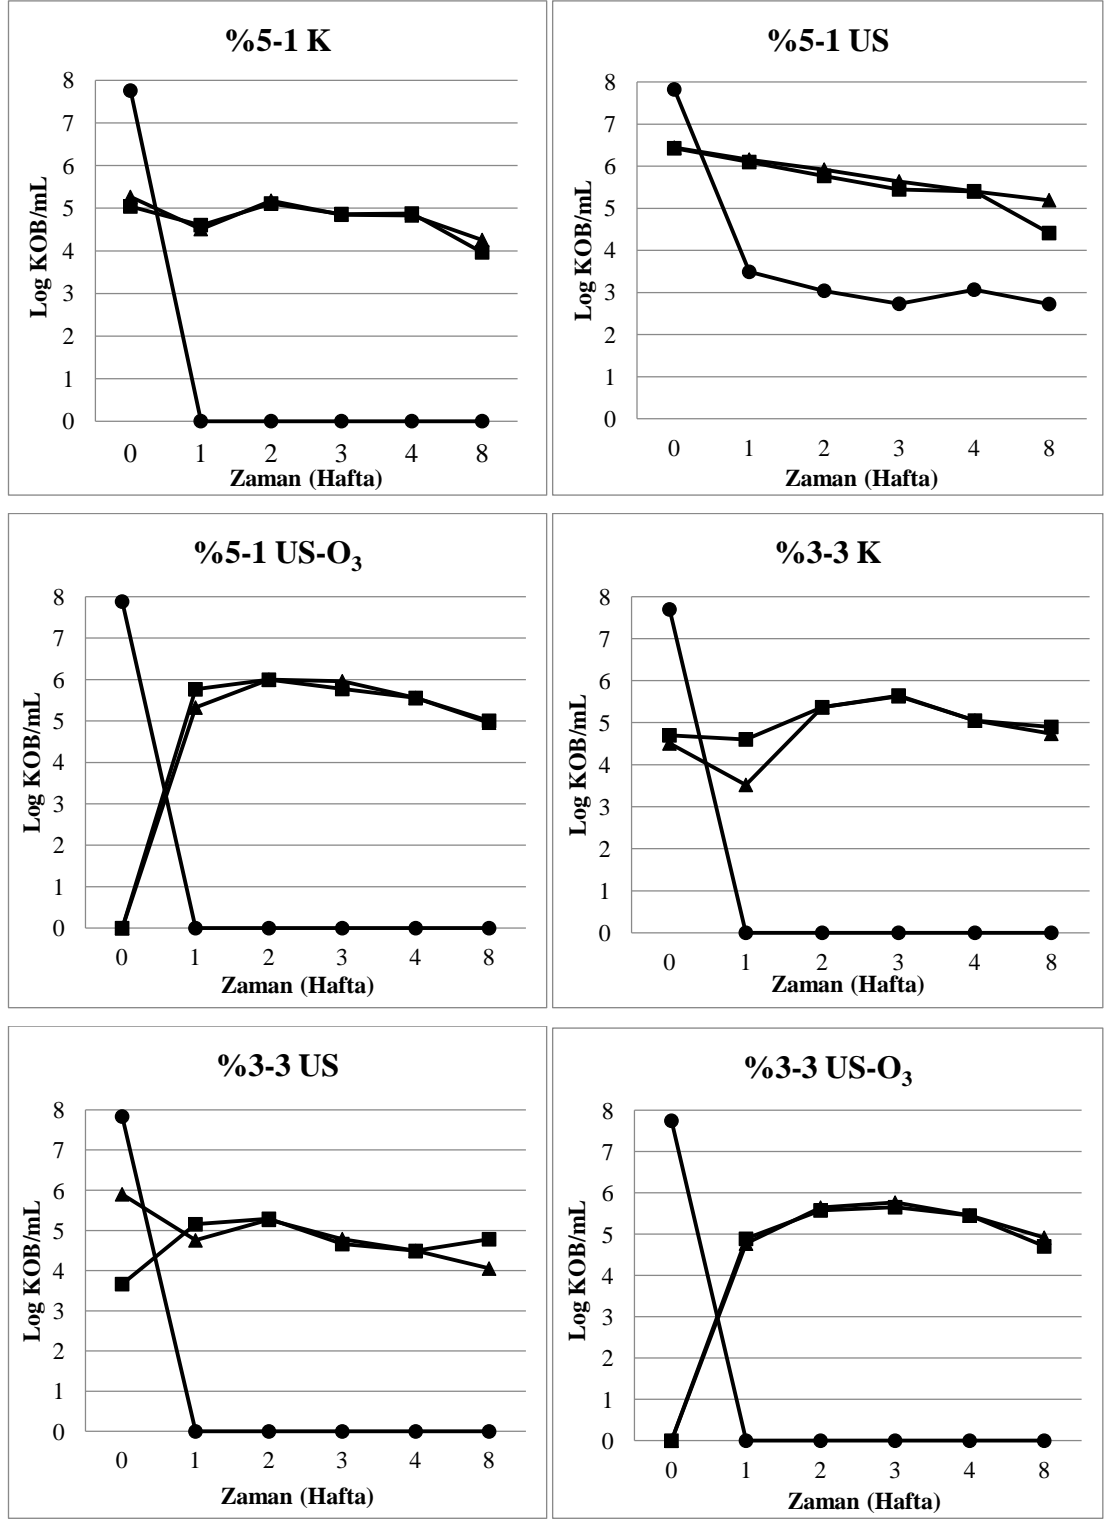 %5-1 K
8
7
6
5
4
3
2
1
0
Log KOB/mL
0 1 2 3 4 8
Zaman (Hafta)
%5-1 US
8
7
6
5
4
3
2
1
0
Log KOB/mL
0 1 2 3 4 8
Zaman (Hafta)
%5-1 US-O₃
8
7
6
5
4
3
2
1
0
Log KOB/mL
0 1 2 3 4 8
Zaman (Hafta)
%3-3 K
8
7
6
5
4
3
2
1
0
Log KOB/mL
0 1 2 3 4 8
Zaman (Hafta)
%3-3 US
8
7
6
5
4
3
2
1
0
Log KOB/mL
0 1 2 3 4 8
Zaman (Hafta)
%3-3 US-O₃
8
7
6
5
4
3
2
1
0
Log KOB/mL
0 1 2 3 4 8
Zaman (Hafta)